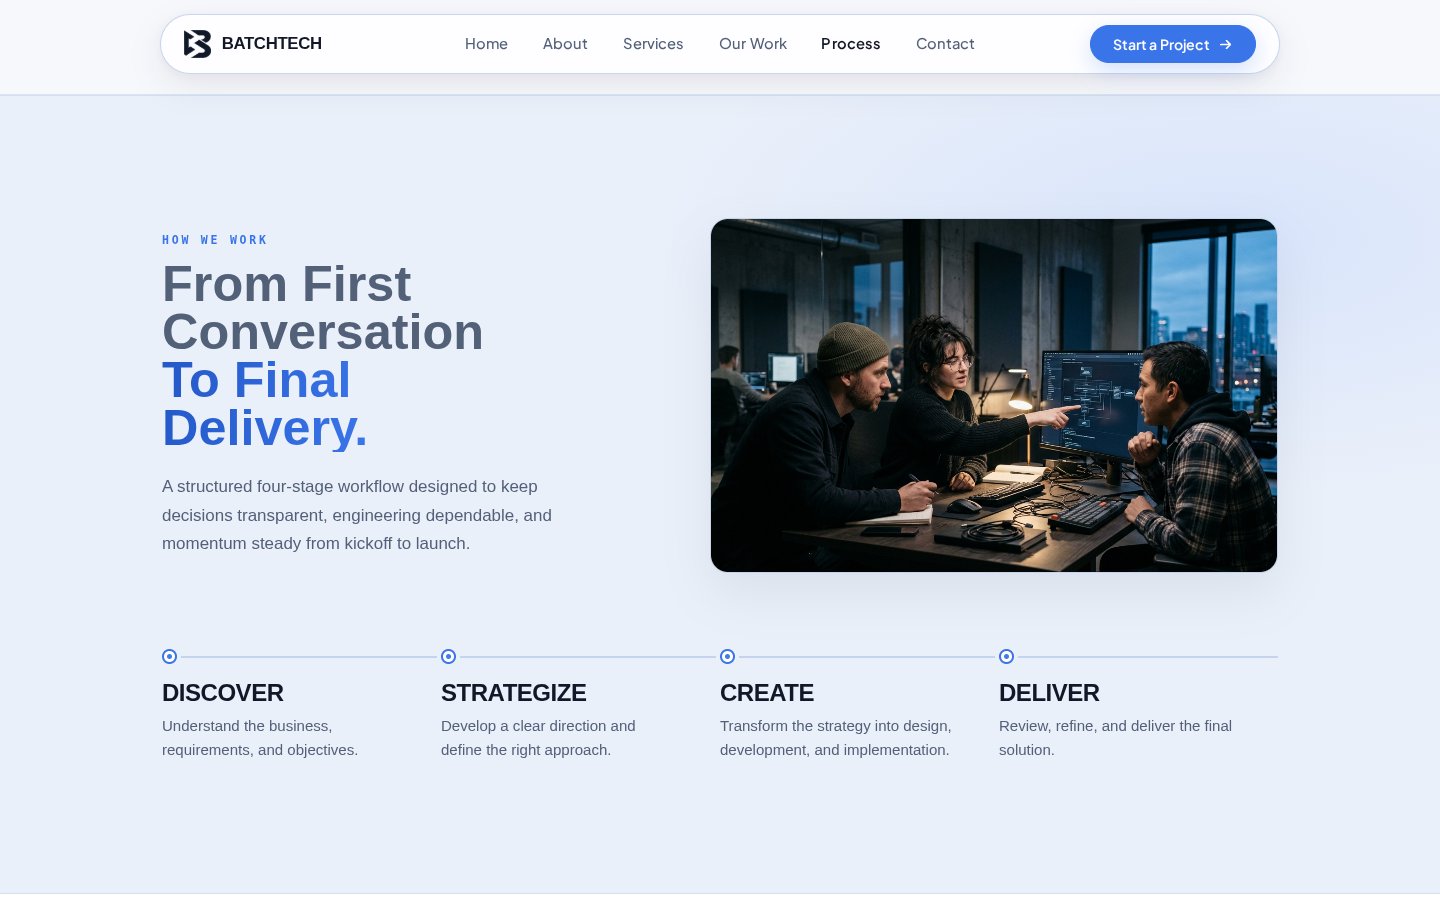 BATCHTECH
Home
About
Services
Our Work
Process
Contact
Start a Project
HOW WE WORK
From First
Conversation
To Final
Delivery.
A structured four-stage workflow designed to keep
decisions transparent, engineering dependable, and
momentum steady from kickoff to launch.
DISCOVER
Understand the business,
requirements, and objectives.
STRATEGIZE
Develop a clear direction and
define the right approach.
CREATE
Transform the strategy into design,
development, and implementation.
DELIVER
Review, refine, and deliver the final
solution.